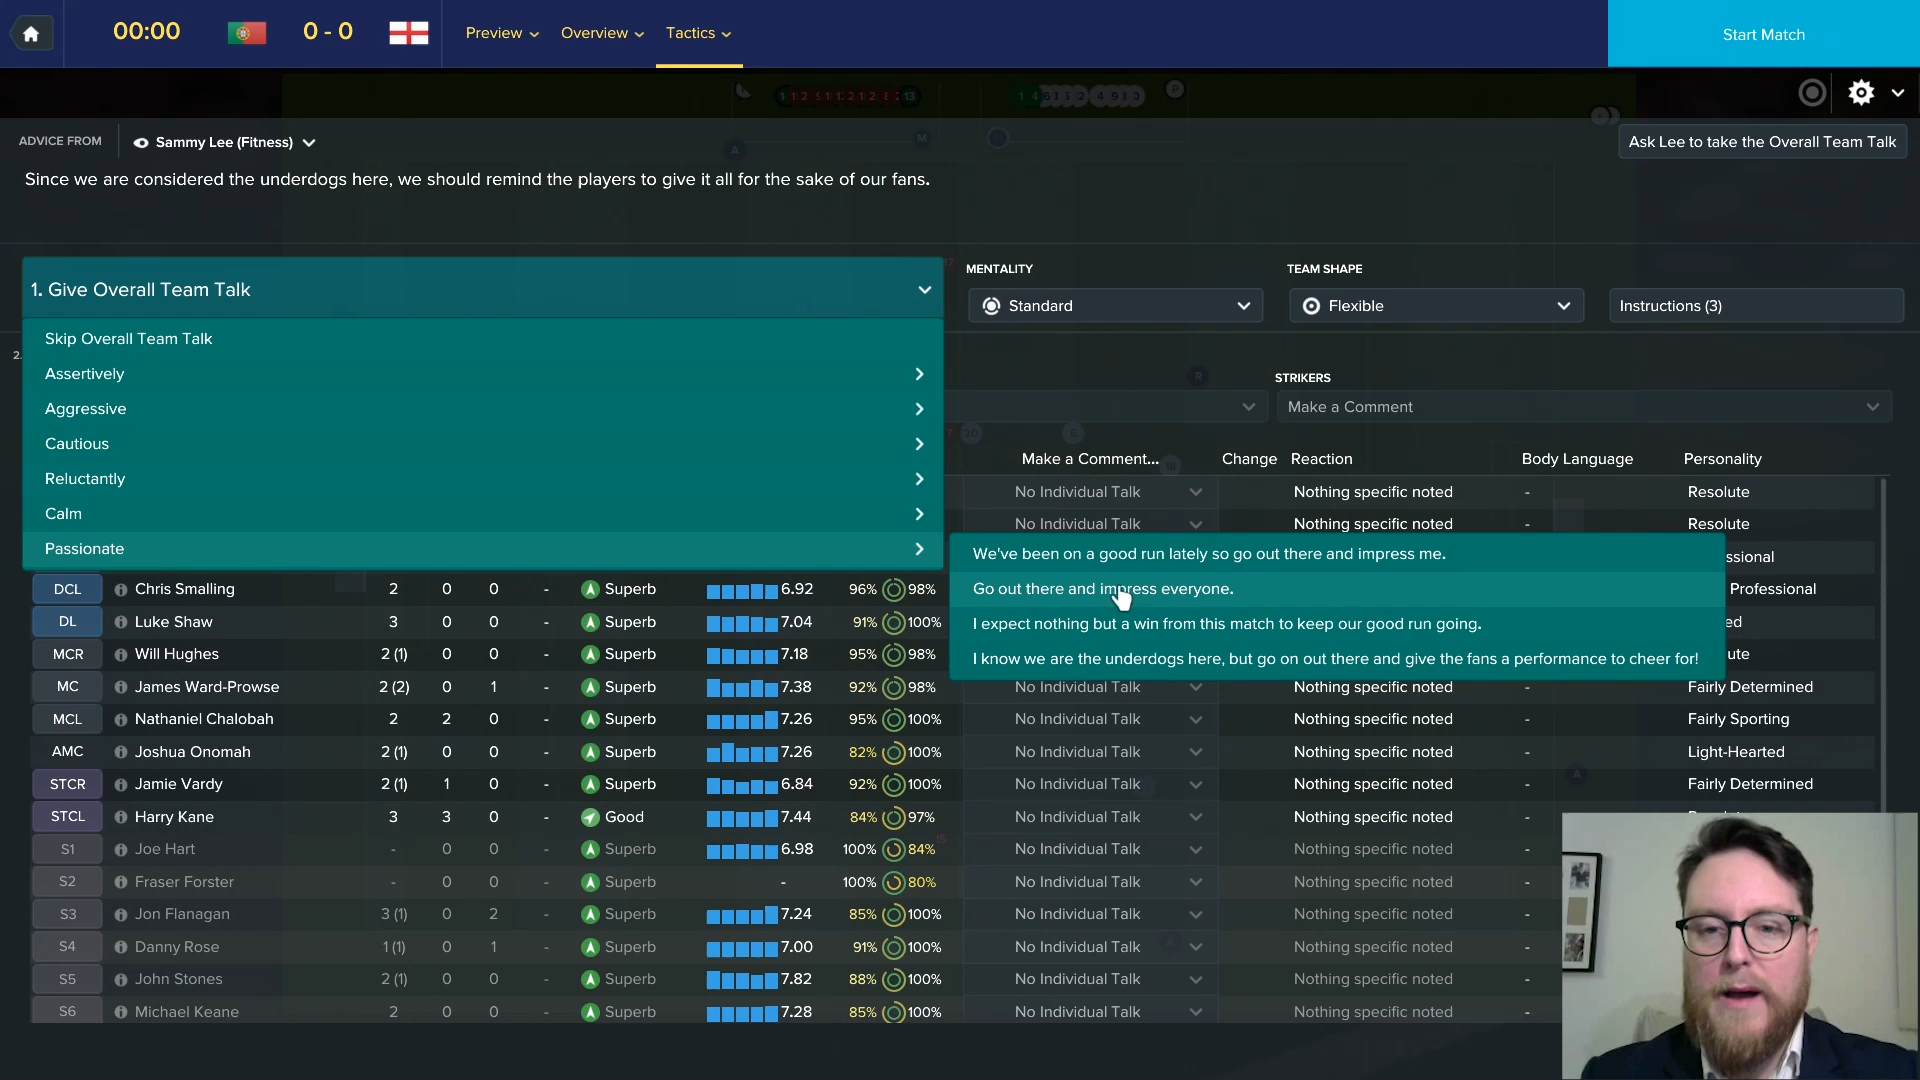 00:00 0 - 0 Preview Overview Tactics Start Match
ADVICE FROM Sammy Lee (Fitness) Ask Lee to take the Overall Team Talk
Since we are considered the underdogs here, we should remind the players to give it all for the sake of our fans.
1. Give Overall Team Talk
MENTALITY TEAM SHAPE
Standard Flexible Instructions (3)
Skip Overall Team Talk
Assertively
Aggressive
Cautious
Reluctantly
Calm
Passionate
2.
STRIKERS
Make a Comment
Make a Comment... Change Reaction Body Language Personality
No Individual Talk Nothing specific noted - Resolute
No Individual Talk Nothing specific noted - Resolute
We've been on a good run lately so go out there and impress me.
Go out there and impress everyone.
I expect nothing but a win from this match to keep our good run going.
I know we are the underdogs here, but go on out there and give the fans a performance to cheer for!
Professional
DCL Chris Smalling 2 0 0 - Superb 6.92 96% 98%
DL Luke Shaw 3 0 0 - Superb 7.04 91% 100%
MCR Will Hughes 2 (1) 0 0 - Superb 7.18 95% 98%
MC James Ward-Prowse 2 (2) 0 1 - Superb 7.38 92% 98% No Individual Talk Nothing specific noted - Fairly Determined
MCL Nathaniel Chalobah 2 2 0 - Superb 7.26 95% 100% No Individual Talk Nothing specific noted - Fairly Sporting
AMC Joshua Onomah 2 (1) 0 0 - Superb 7.26 82% 100% No Individual Talk Nothing specific noted - Light-Hearted
STCR Jamie Vardy 2 (1) 1 0 - Superb 6.84 92% 100% No Individual Talk Nothing specific noted - Fairly Determined
STCL Harry Kane 3 3 0 - Good 7.44 84% 97% No Individual Talk Nothing specific noted -
S1 Joe Hart - 0 0 - Superb 6.98 100% 84% No Individual Talk Nothing specific noted -
S2 Fraser Forster - 0 0 - Superb - 100% 80% No Individual Talk Nothing specific noted -
S3 Jon Flanagan 3 (1) 0 2 - Superb 7.24 85% 100% No Individual Talk Nothing specific noted -
S4 Danny Rose 1 (1) 0 1 - Superb 7.00 91% 100% No Individual Talk Nothing specific noted -
S5 John Stones 2 (1) 0 0 - Superb 7.82 88% 100% No Individual Talk Nothing specific noted -
S6 Michael Keane 2 0 0 - Superb 7.28 85% 100% No Individual Talk Nothing specific noted -